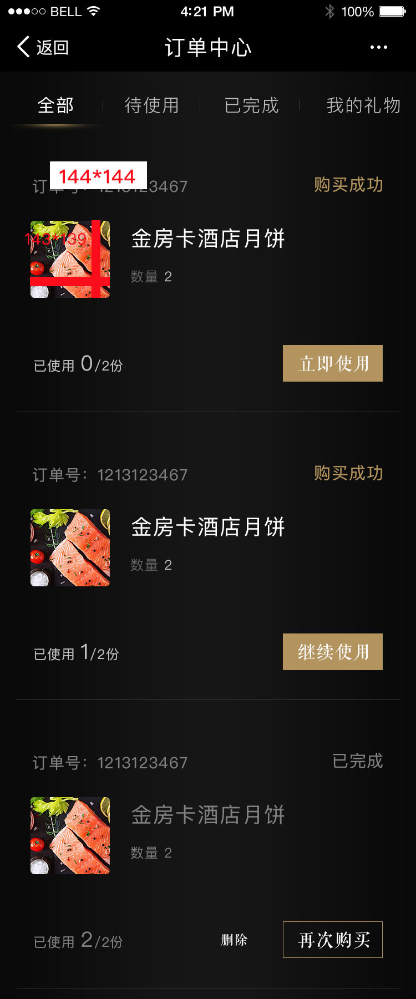 BELL 4:21 PM 100%
返回 订单中心
全部 待使用 已完成 我的礼物
144*144
订单号：1213123467 购买成功
143*139
金房卡酒店月饼
数量 2
已使用 0/2份 立即使用
订单号：1213123467 购买成功
金房卡酒店月饼
数量 2
已使用 1/2份 继续使用
订单号：1213123467 已完成
金房卡酒店月饼
数量 2
已使用 2/2份 删除 再次购买